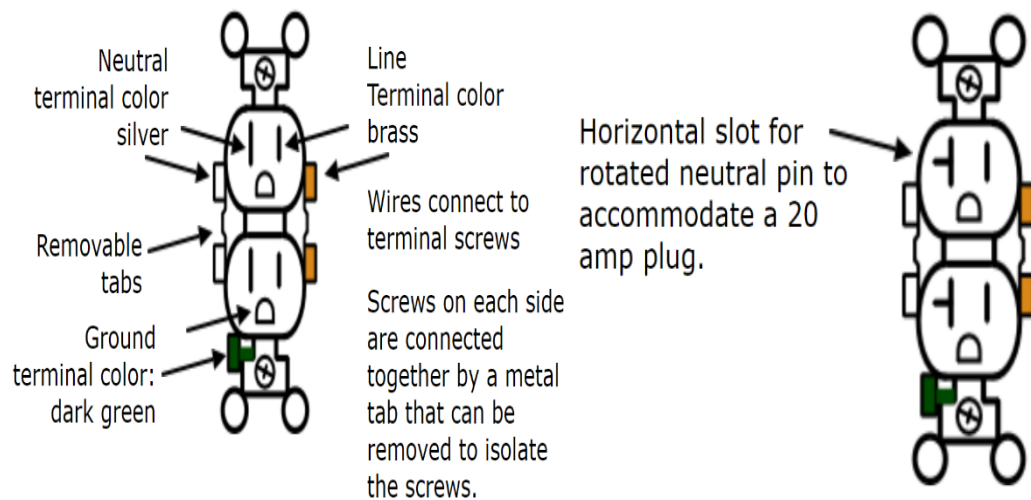 Neutral
terminal color
silver
Line
Terminal color
brass
Wires connect to
terminal screws
Removable
tabs
Screws on each side
are connected
together by a metal
tab that can be
removed to isolate
the screws.
Ground
terminal color:
dark green
Horizontal slot for
rotated neutral pin to
accommodate a 20
amp plug.